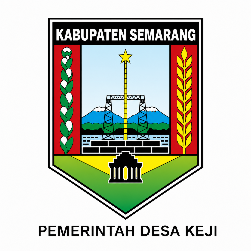 KABUPATEN SEMARANG
PEMERINTAH DESA KEJI